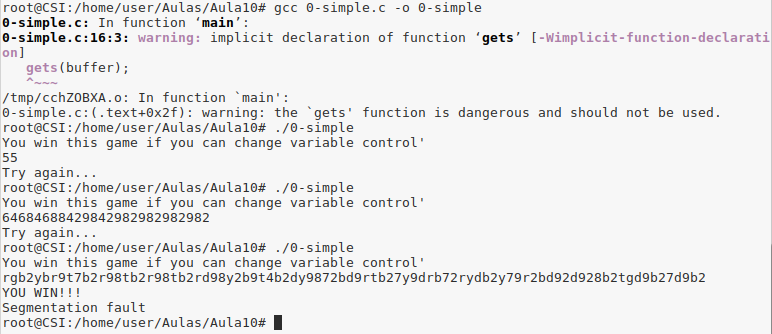 root@CSI:/home/user/Aulas/Aula10# gcc 0-simple.c -o 0-simple
0-simple.c: In function ‘main’:
0-simple.c:16:3: warning: implicit declaration of function ‘gets’ [-Wimplicit-function-declarati
on]
   gets(buffer);
   ^~~~
/tmp/cchZOBXA.o: In function `main':
0-simple.c:(.text+0x2f): warning: the `gets' function is dangerous and should not be used.
root@CSI:/home/user/Aulas/Aula10# ./0-simple
You win this game if you can change variable control'
55
Try again...
root@CSI:/home/user/Aulas/Aula10# ./0-simple
You win this game if you can change variable control'
64684688429842982982982982
Try again...
root@CSI:/home/user/Aulas/Aula10# ./0-simple
You win this game if you can change variable control'
rgb2ybr9t7b2r98tb2r98tb2rd98y2b9t4b2dy9872bd9rtb27y9drb72rydb2y79r2bd92d928b2tgd9b27d9b2
YOU WIN!!!
Segmentation fault
root@CSI:/home/user/Aulas/Aula10#